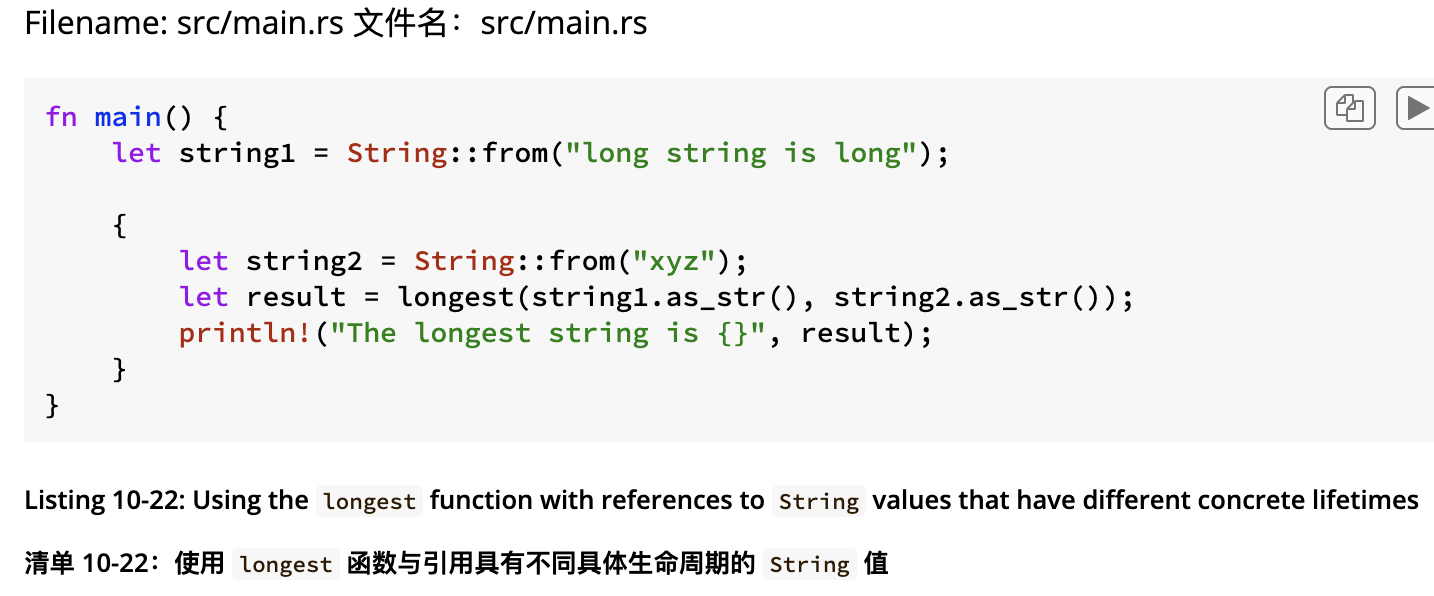 Filename: src/main.rs 文件名：src/main.rs
fn main() {
    let string1 = String::from("long string is long");
    {
        let string2 = String::from("xyz");
        let result = longest(string1.as_str(), string2.as_str());
        println!("The longest string is {}", result);
    }
}
Listing 10-22: Using the longest function with references to String values that have different concrete lifetimes
清单 10-22：使用 longest 函数与引用具有不同具体生命周期的 String 值